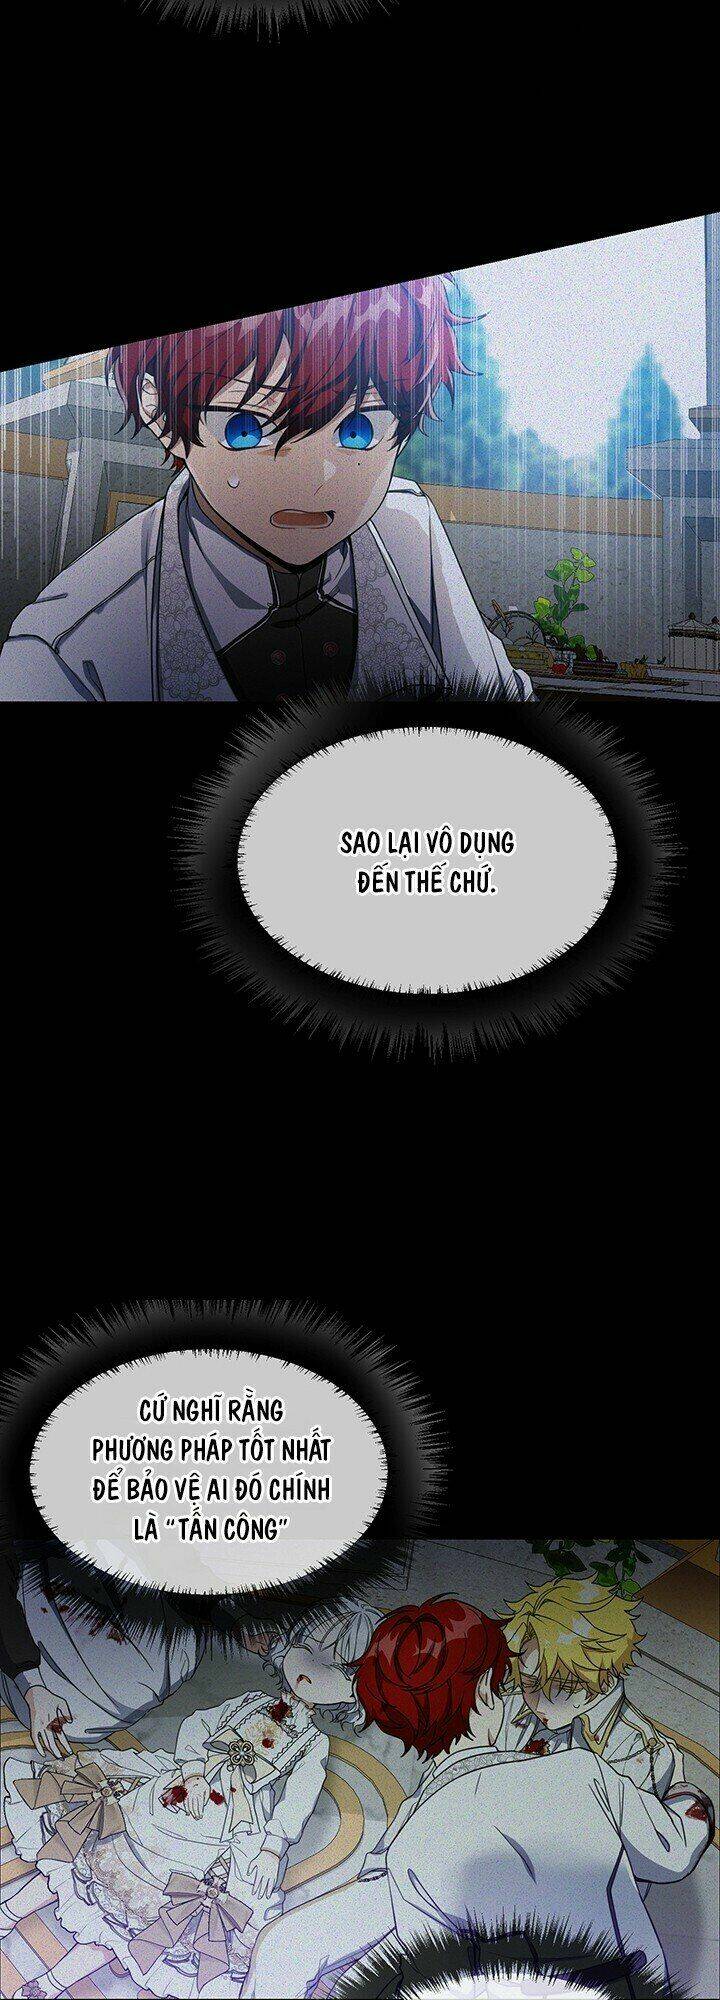 SAO LẠI VÔ DỤNG
ĐẾN THẾ CHỨ.
CỨ NGHĨ RẰNG
PHƯƠNG PHÁP TỐT NHẤT
ĐỂ BẢO VỆ AI ĐÓ CHÍNH
LÀ “TẤN CÔNG”